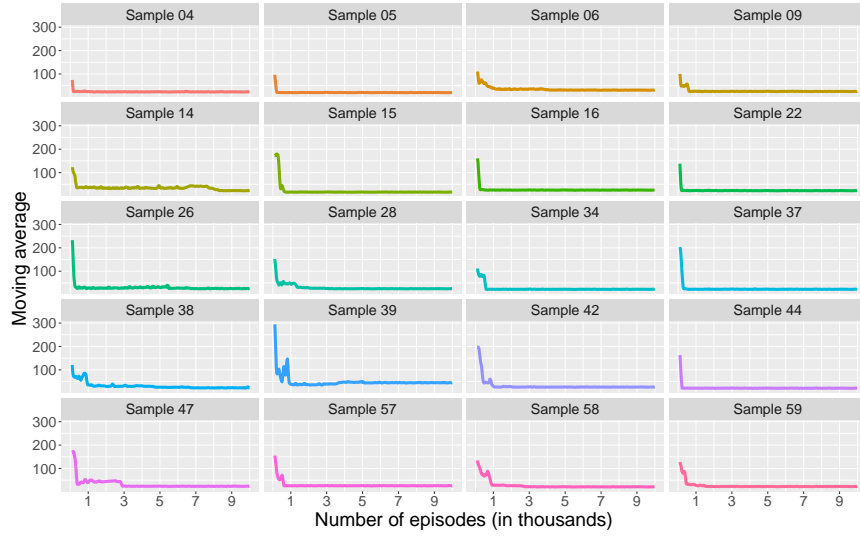 Sample 04 Sample 05 Sample 06 Sample 09
300
200
100
Sample 14 Sample 15 Sample 16 Sample 22
300
200
100
Sample 26 Sample 28 Sample 34 Sample 37
300
200
100
Sample 38 Sample 39 Sample 42 Sample 44
300
200
100
Sample 47 Sample 57 Sample 58 Sample 59
300
200
100
1 3 5 7 9 1 3 5 7 9 1 3 5 7 9 1 3 5 7 9
Number of episodes (in thousands)
Moving average